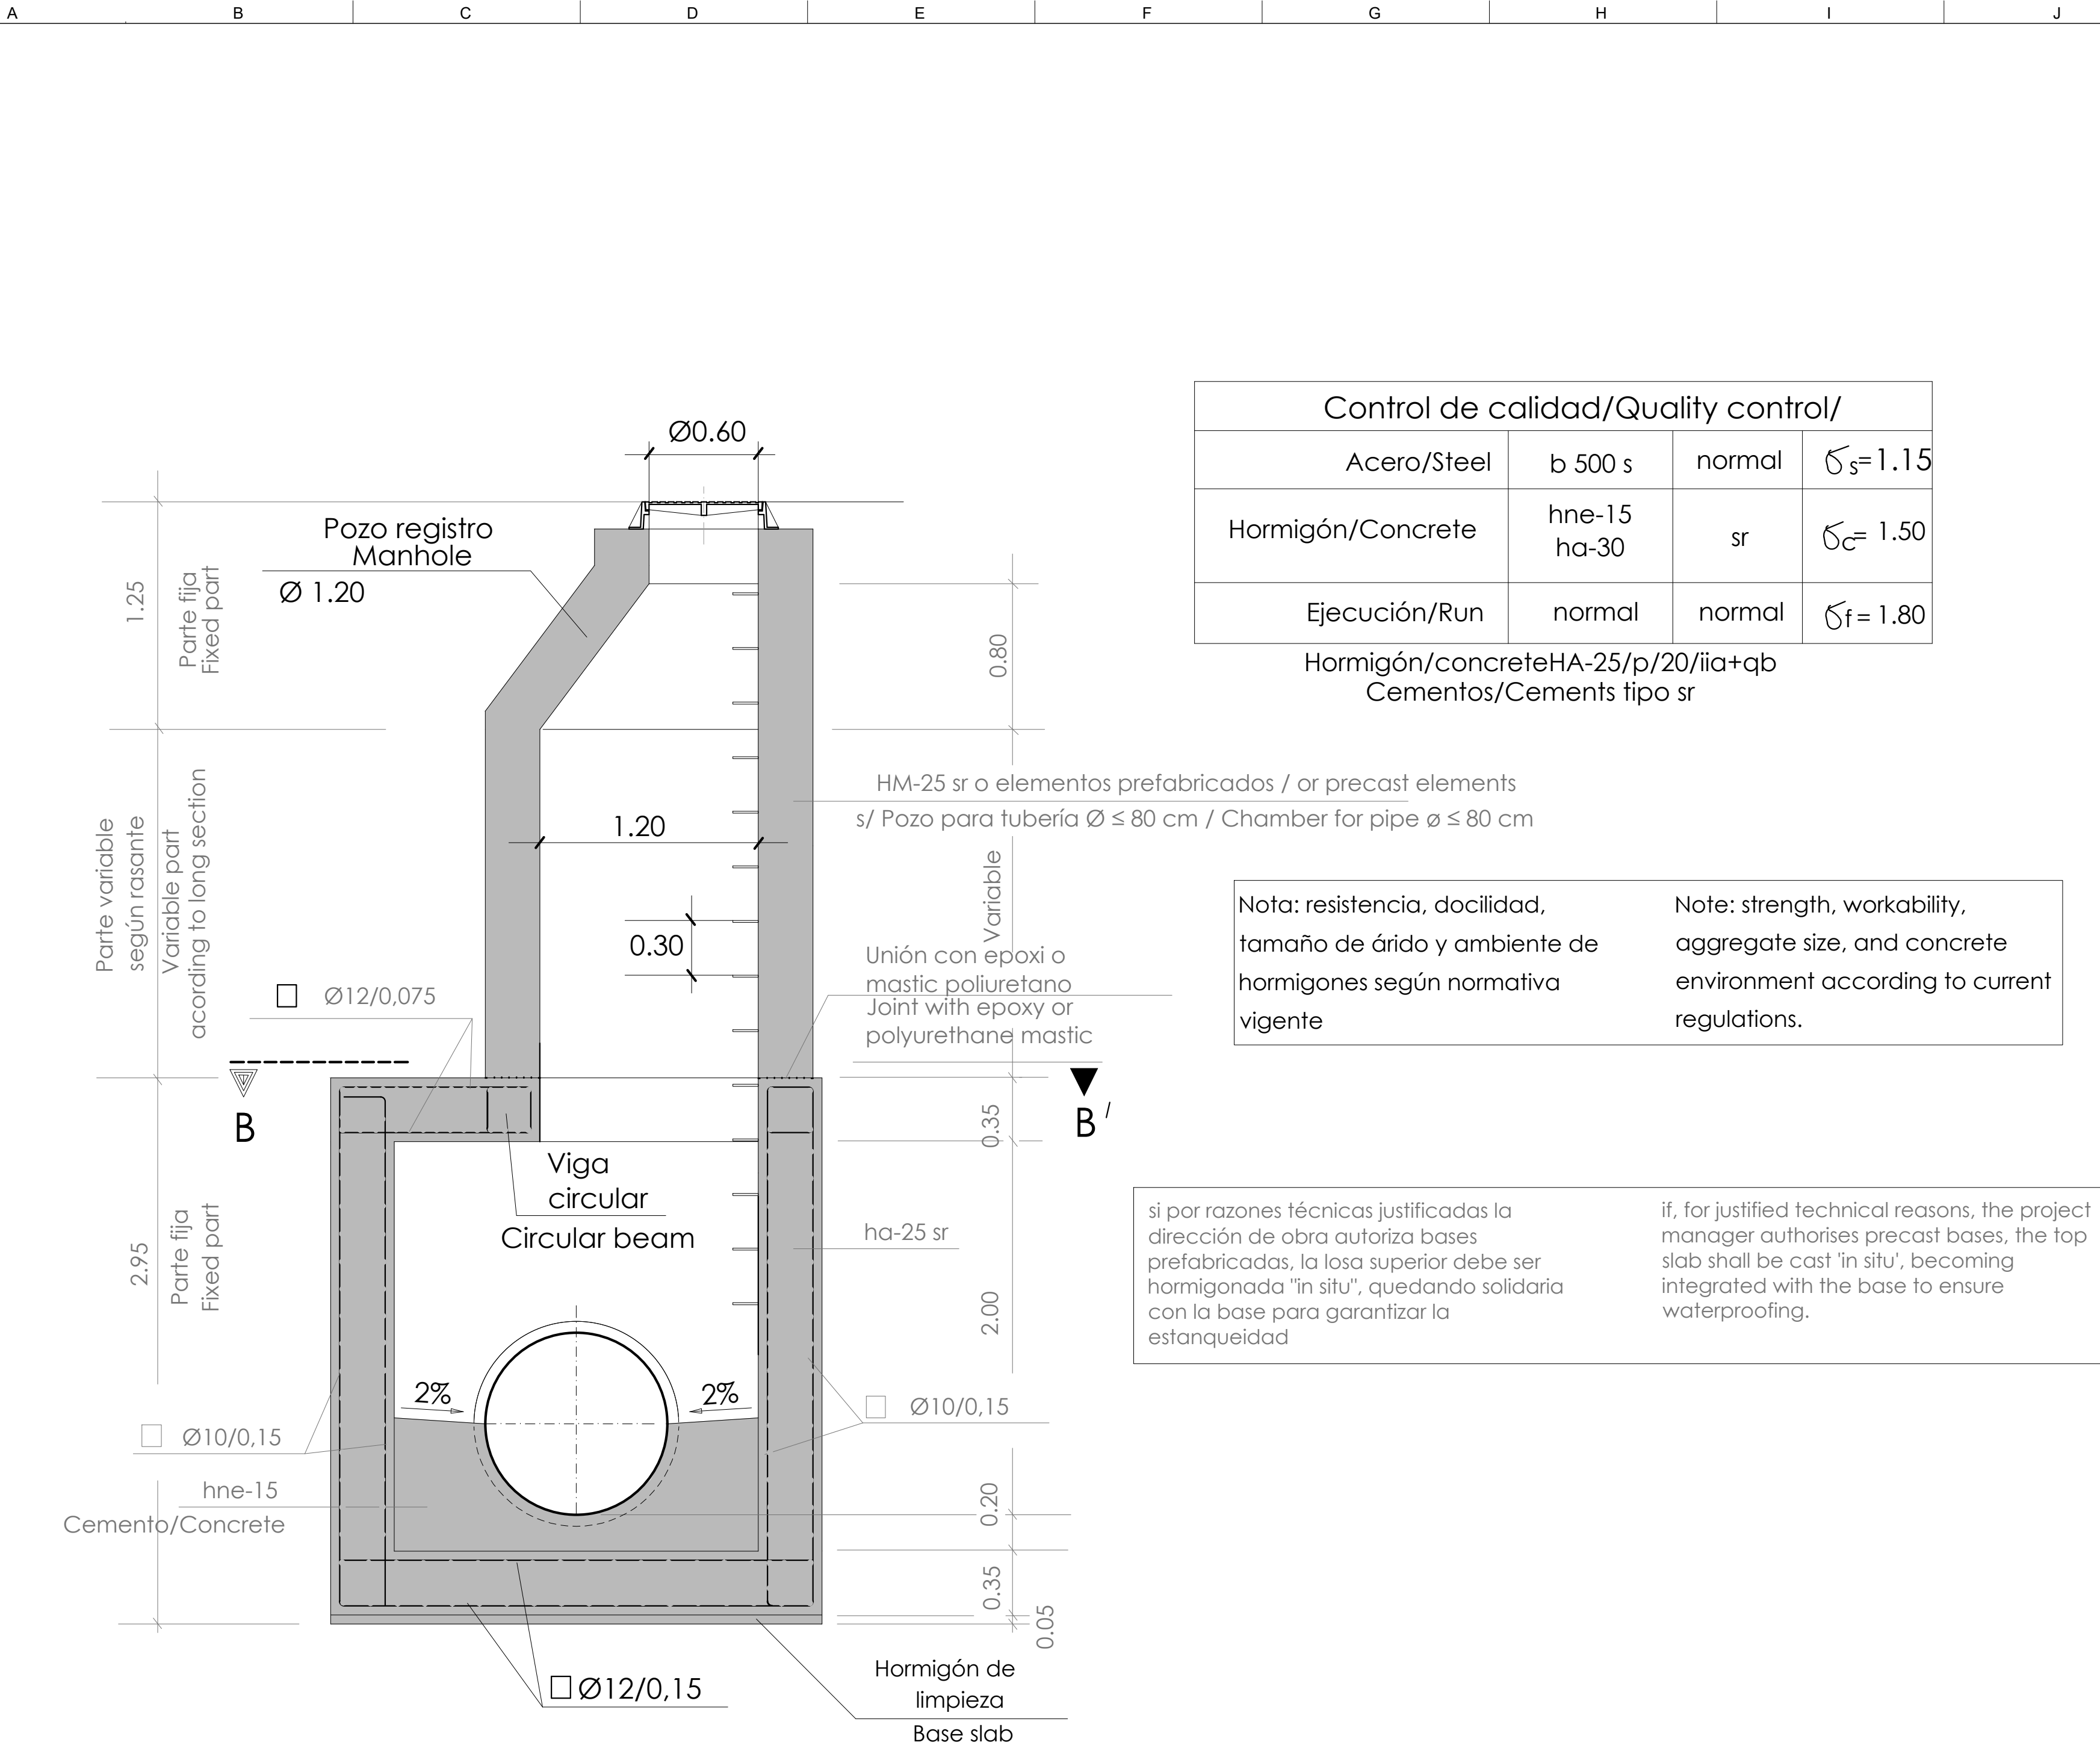 A B C D E F G H I J
Ø0.60
Pozo registro
Manhole
Ø 1.20
1.25
Parte fija
Fixed part
0.80
Control de calidad/Quality control/
Acero/Steel b 500 s normal σs=1.15
Hormigón/Concrete hne-15 ha-30 sr σc= 1.50
Ejecución/Run normal normal σf= 1.80
Hormigón/concreteHA-25/p/20/iia+qb
Cementos/Cements tipo sr
HM-25 sr o elementos prefabricados / or precast elements
s/ Pozo para tubería Ø ≤ 80 cm / Chamber for pipe ø ≤ 80 cm
1.20
Parte variable
según rasante
Variable part
acording to long section
Variable
0.30
Nota: resistencia, docilidad,
tamaño de árido y ambiente de
hormigones según normativa
vigente
Note: strength, workability,
aggregate size, and concrete
environment according to current
regulations.
Unión con epoxi o
mastic poliuretano
Joint with epoxy or
polyurethane mastic
Ø12/0,075
B
B'
0.35
Viga
circular
Circular beam
2.95
Parte fija
Fixed part
ha-25 sr
2.00
si por razones técnicas justificadas la
dirección de obra autoriza bases
prefabricadas, la losa superior debe ser
hormigonada "in situ", quedando solidaria
con la base para garantizar la
estanqueidad
if, for justified technical reasons, the project
manager authorises precast bases, the top
slab shall be cast 'in situ', becoming
integrated with the base to ensure
waterproofing.
2% 2%
Ø10/0,15
Ø10/0,15
hne-15
Cemento/Concrete
0.20
0.35
0.05
Ø12/0,15
Hormigón de
limpieza
Base slab